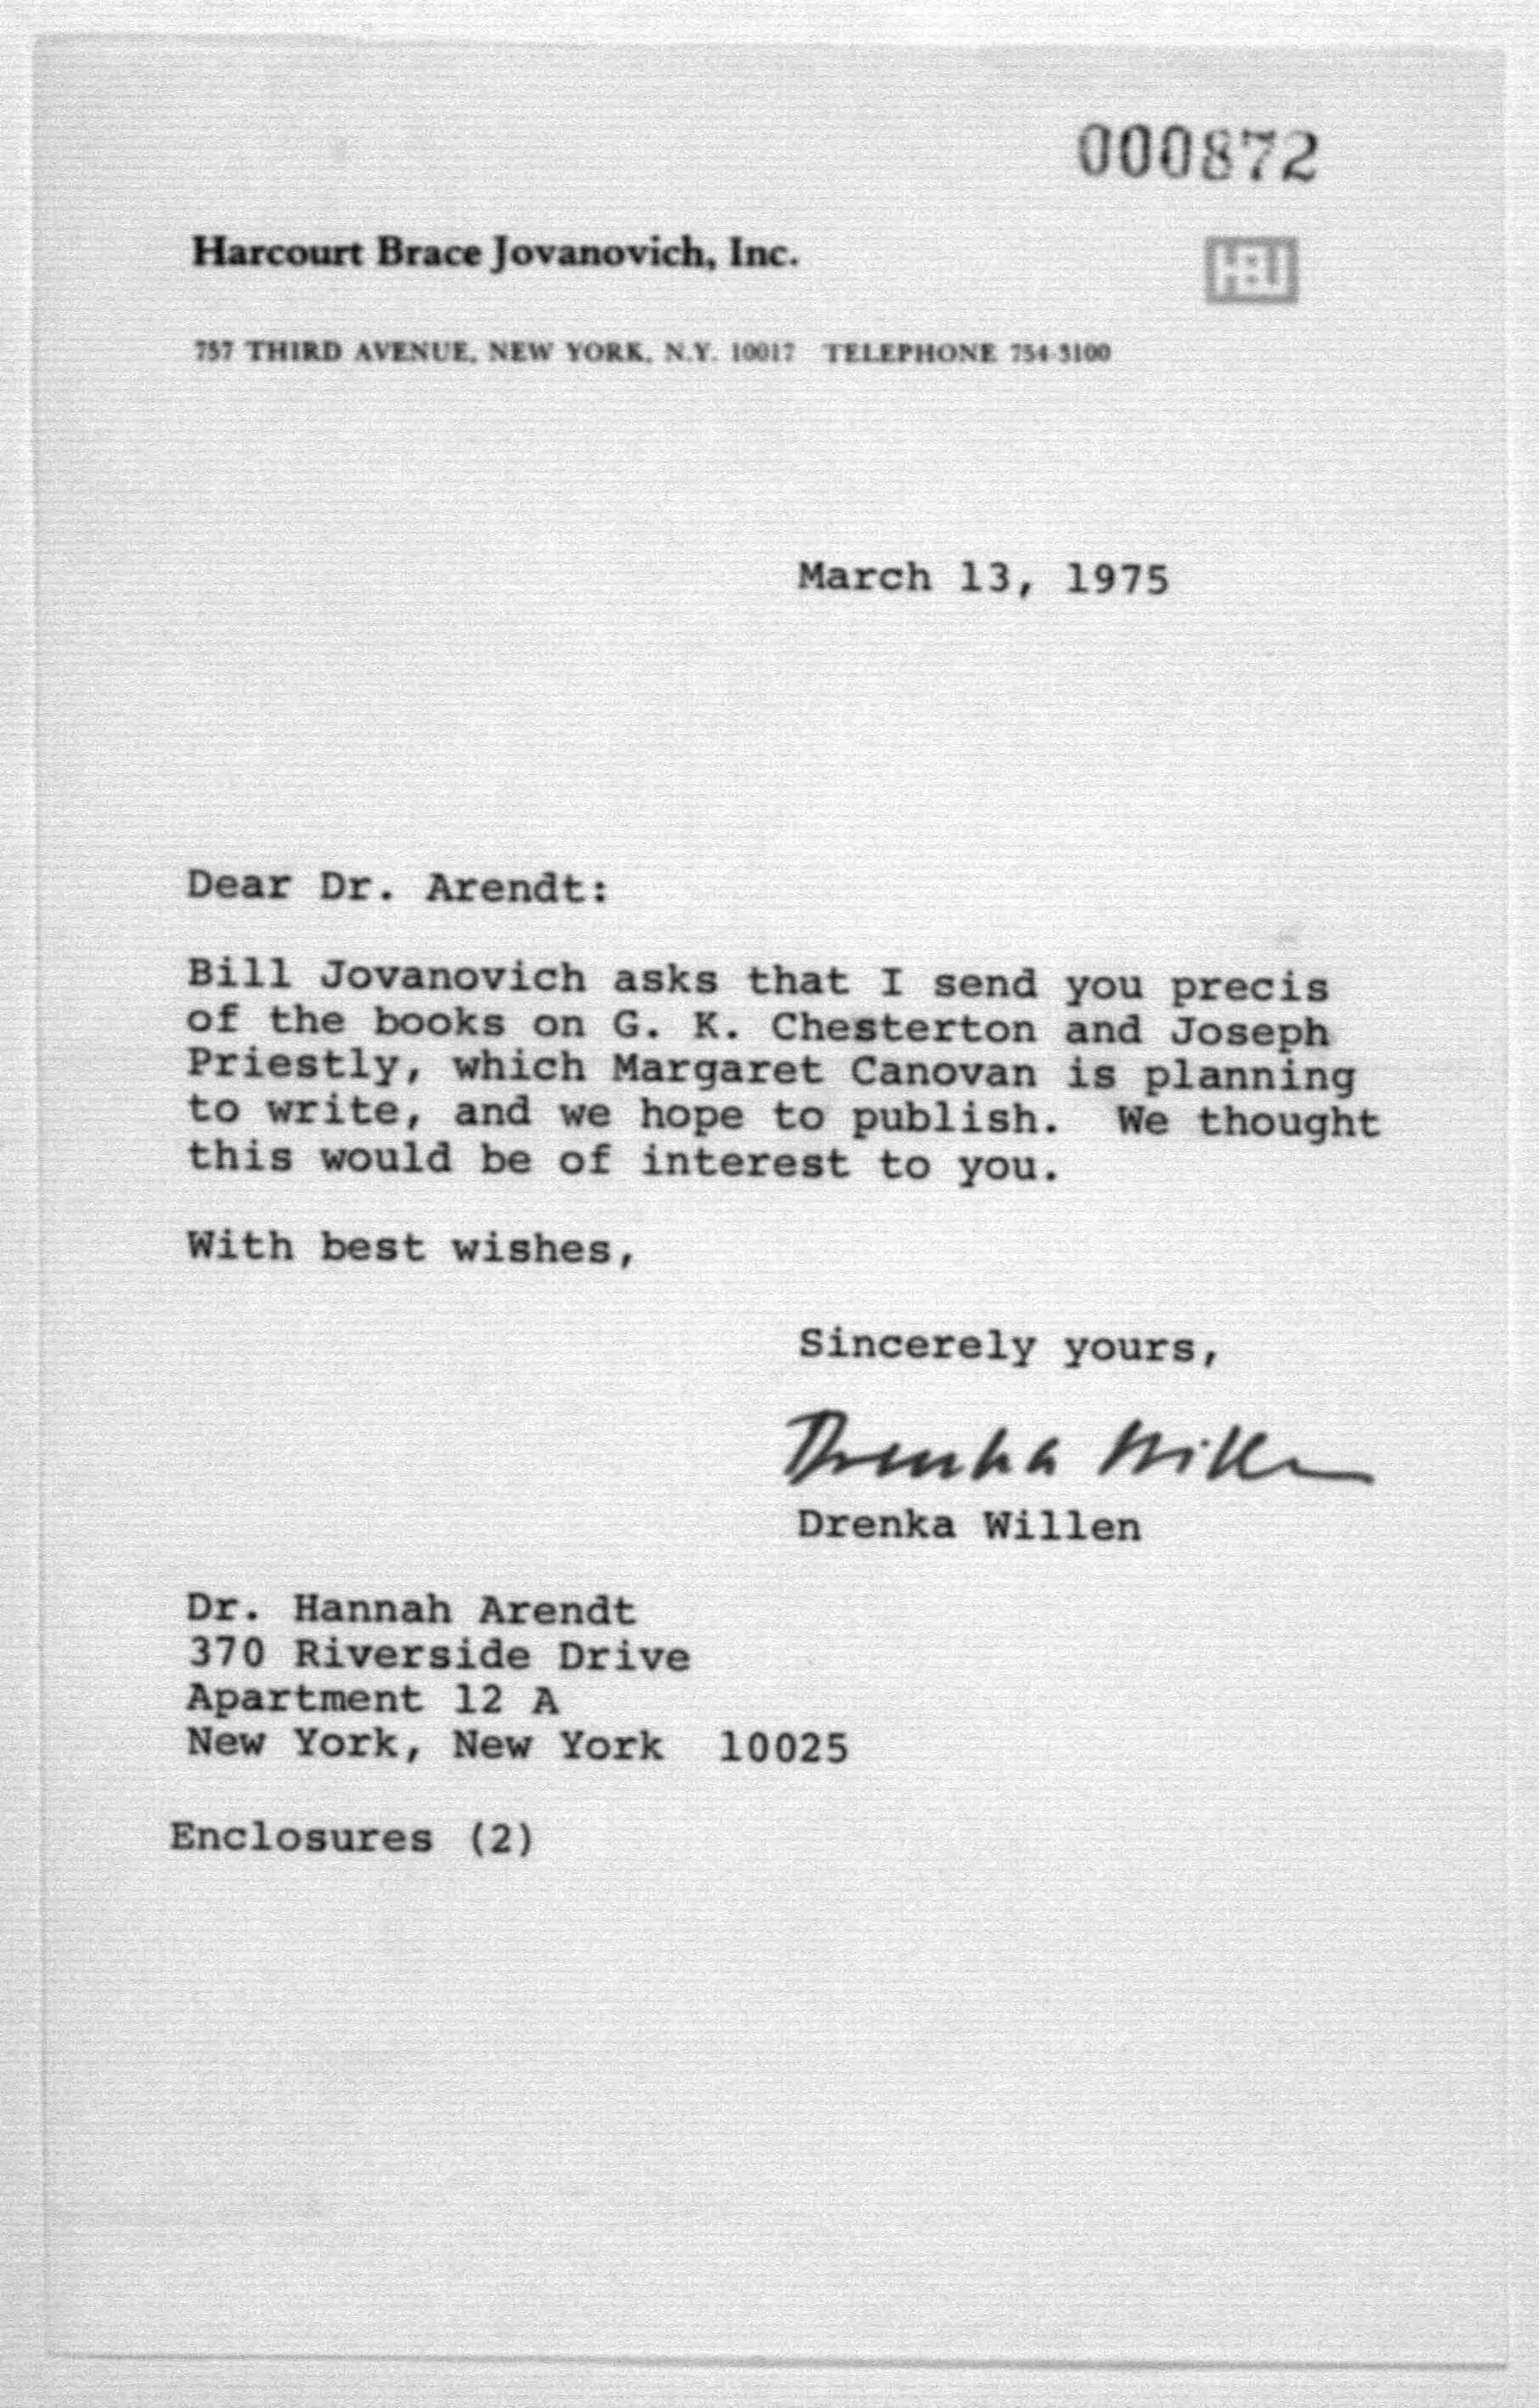 000872
Harcourt Brace Jovanovich, Inc.
HBJ
757 THIRD AVENUE, NEW YORK, N.Y. 10017 TELEPHONE 754-3100
March 13, 1975
Dear Dr. Arendt:
Bill Jovanovich asks that I send you precis
of the books on G. K. Chesterton and Joseph
Priestly, which Margaret Canovan is planning
to write, and we hope to publish. We thought
this would be of interest to you.
With best wishes,
Sincerely yours,
Drenka Willen
Drenka Willen
Dr. Hannah Arendt
370 Riverside Drive
Apartment 12 A
New York, New York 10025
Enclosures (2)